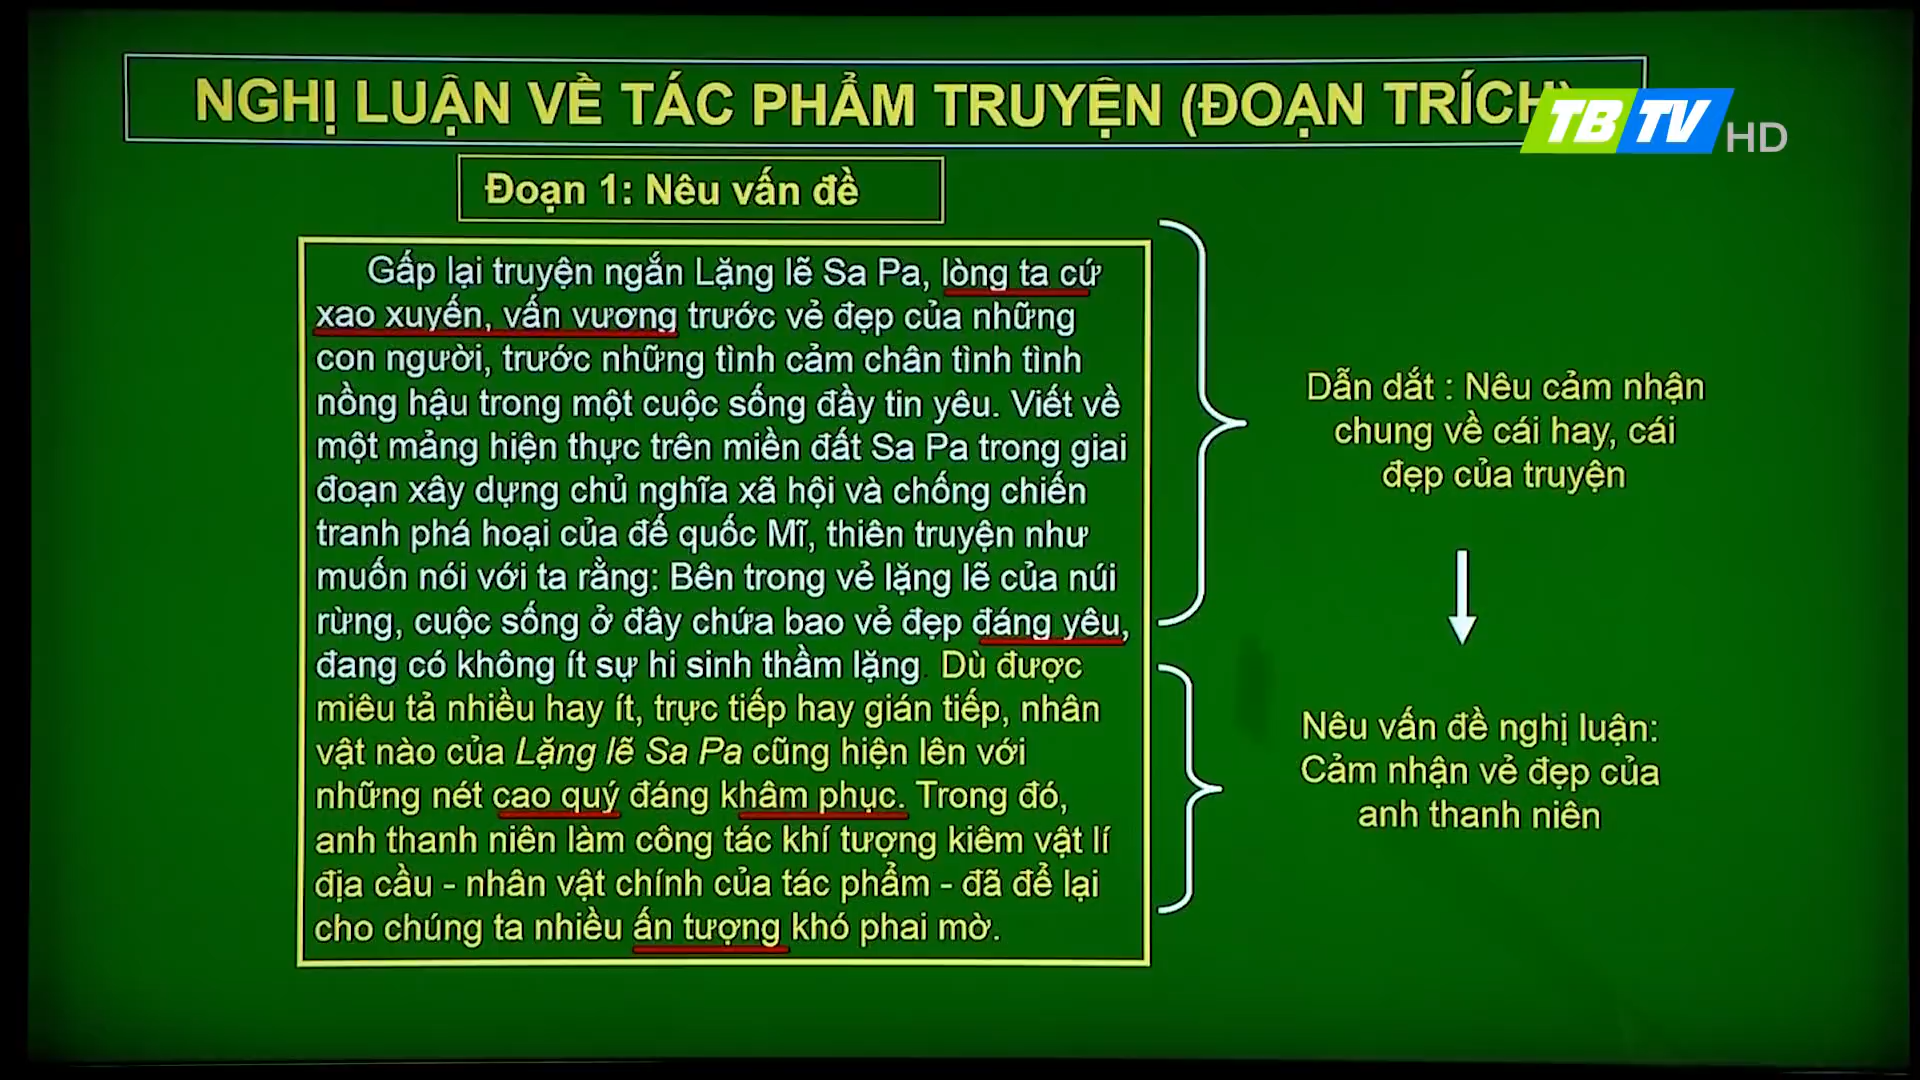 NGHỊ LUẬN VỀ TÁC PHẨM TRUYỆN (ĐOẠN TRÍCH)
TBTV HD
Đoạn 1: Nêu vấn đề
Gấp lại truyện ngắn Lặng lẽ Sa Pa, lòng ta cứ
xao xuyến, vấn vương trước vẻ đẹp của những
con người, trước những tình cảm chân tình tình
nồng hậu trong một cuộc sống đầy tin yêu. Viết về
một mảng hiện thực trên miền đất Sa Pa trong giai
đoạn xây dựng chủ nghĩa xã hội và chống chiến
tranh phá hoại của đế quốc Mĩ, thiên truyện như
muốn nói với ta rằng: Bên trong vẻ lặng lẽ của núi
rừng, cuộc sống ở đây chứa bao vẻ đẹp đáng yêu,
đang có không ít sự hi sinh thầm lặng. Dù được
miêu tả nhiều hay ít, trực tiếp hay gián tiếp, nhân
vật nào của Lặng lẽ Sa Pa cũng hiện lên với
những nét cao quý đáng khâm phục. Trong đó,
anh thanh niên làm công tác khí tượng kiêm vật lí
địa cầu - nhân vật chính của tác phẩm - đã để lại
cho chúng ta nhiều ấn tượng khó phai mờ.
Dẫn dắt : Nêu cảm nhận
chung về cái hay, cái
đẹp của truyện
Nêu vấn đề nghị luận:
Cảm nhận vẻ đẹp của
anh thanh niên